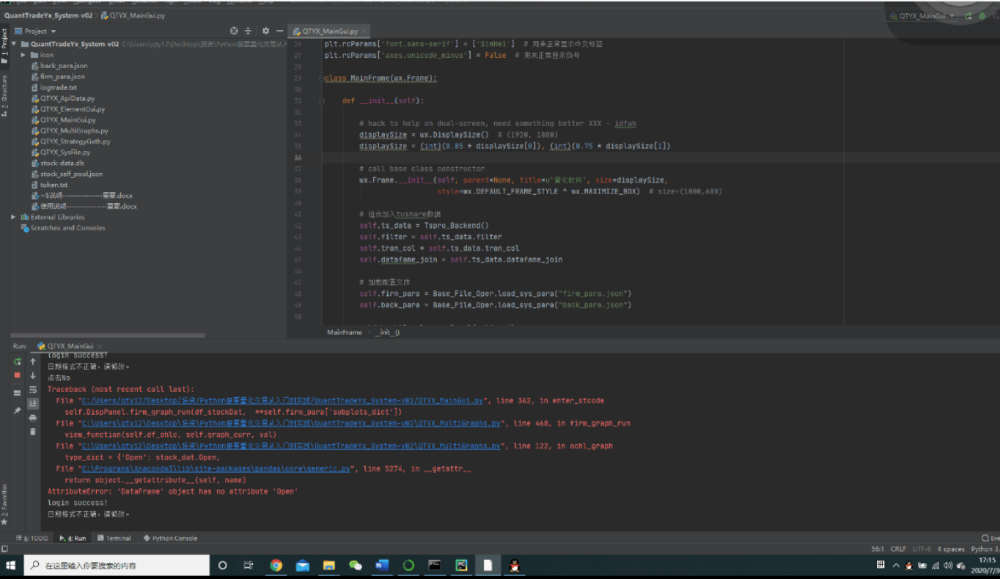 QuantTradeYx_System-v02 QTYX_MainGui.py
QTYX_MainGui
Project
QTYX_MainGui.py
1: Project
QuantTradeYx_System-v02 C:\Users\qty12\Desktop\投资\Python股票量化交易从入
icon
back_para.json
firm_para.json
logtrade.txt
QTYX_ApiData.py
QTYX_ElementGui.py
QTYX_MainGui.py
QTYX_MultiGraphs.py
QTYX_StrategyGath.py
QTYX_SysFile.py
stock-data.db
stock_self_pool.json
token.txt
~$说明---------------重要.docx
使用说明---------------重要.docx
External Libraries
Scratches and Consoles
2: Structure
26 plt.rcParams['font.sans-serif'] = ['SimHei'] # 用来正常显示中文标签
27 plt.rcParams['axes.unicode_minus'] = False # 用来正常显示负号
28
29 class MainFrame(wx.Frame):
30
31 def __init__(self):
32
33 # hack to help on dual-screen, need something better XXX - idfah
34 displaySize = wx.DisplaySize() # (1920, 1080)
35 displaySize = (int)(0.85 * displaySize[0]), (int)(0.75 * displaySize[1])
36
37 # call base class constructor
38 wx.Frame.__init__(self, parent=None, title=u'量化软件', size=displaySize,
39 style=wx.DEFAULT_FRAME_STYLE ^ wx.MAXIMIZE_BOX) # size=(1000,600)
40
41 # 组合加入tushare数据
42 self.ts_data = Tspro_Backend()
43 self.filter = self.ts_data.filter
44 self.tran_col = self.ts_data.tran_col
45 self.datafame_join = self.ts_data.datafame_join
46
47 # 加载配置文件
48 self.firm_para = Base_File_Oper.load_sys_para("firm_para.json")
49 self.back_para = Base_File_Oper.load_sys_para("back_para.json")
50
MainFrame › __init__()
Run: QTYX_MainGui
login success!
日期格式不正确，请修改。
点击No
Traceback (most recent call last):
File "C:/Users/qty12/Desktop/投资/Python股票量化交易从入门到实践/QuantTradeYx_System-v02/QTYX_MainGui.py", line 362, in enter_stcode
self.DispPanel.firm_graph_run(df_stockDat, **self.firm_para['subplots_dict'])
File "C:\Users\qty12\Desktop\投资\Python股票量化交易从入门到实践\QuantTradeYx_System-v02\QTYX_MultiGraphs.py", line 468, in firm_graph_run
view_function(self.df_ohlc, self.graph_curr, val)
File "C:\Users\qty12\Desktop\投资\Python股票量化交易从入门到实践\QuantTradeYx_System-v02\QTYX_MultiGraphs.py", line 122, in ochl_graph
type_dict = {'Open': stock_dat.Open,
File "C:\Programs\Anaconda3\lib\site-packages\pandas\core\generic.py", line 5274, in __getattr__
return object.__getattribute__(self, name)
AttributeError: 'DataFrame' object has no attribute 'Open'
login success!
日期格式不正确，请修改。
2: Favorites
6: TODO 4: Run Terminal Python Console
56:1 CRLF UTF-8 4 spaces Python 3.
在这里输入你要搜索的内容
17:15
2020/7/3